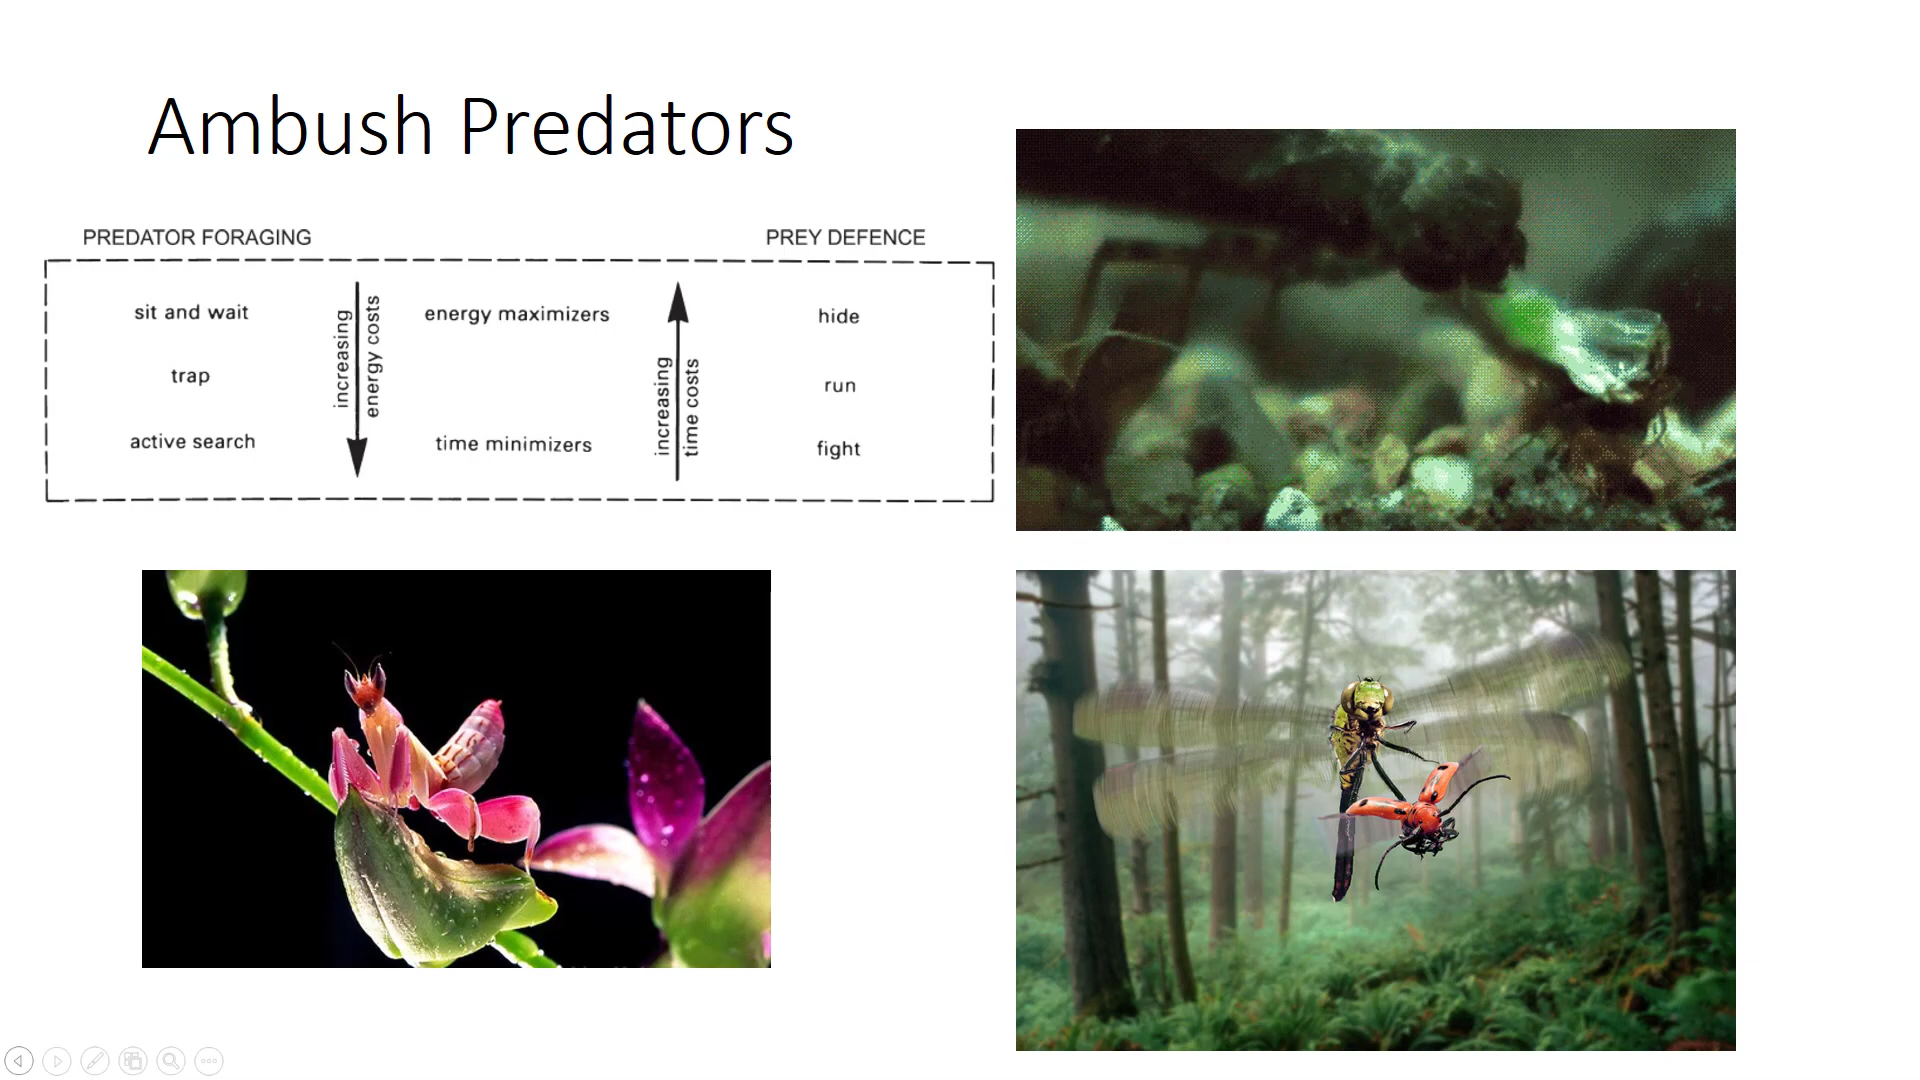 Ambush Predators
PREDATOR FORAGING
PREY DEFENCE
sit and wait
trap
active search
increasing
energy costs
energy maximizers
time minimizers
increasing
time costs
hide
run
fight